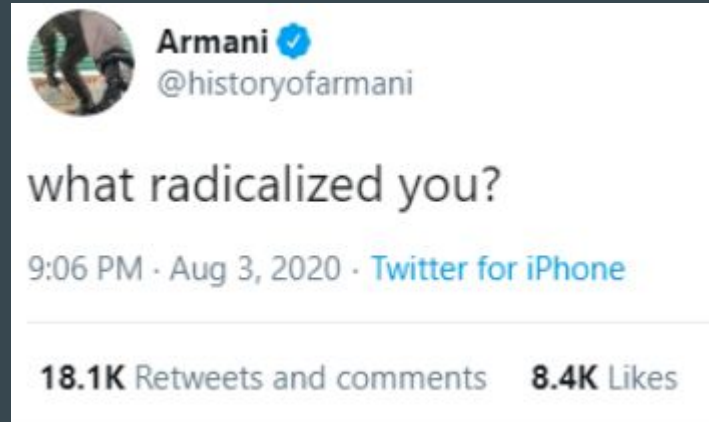 Armani
@historyofarmani
what radicalized you?
9:06 PM · Aug 3, 2020 · Twitter for iPhone
18.1K Retweets and comments 8.4K Likes